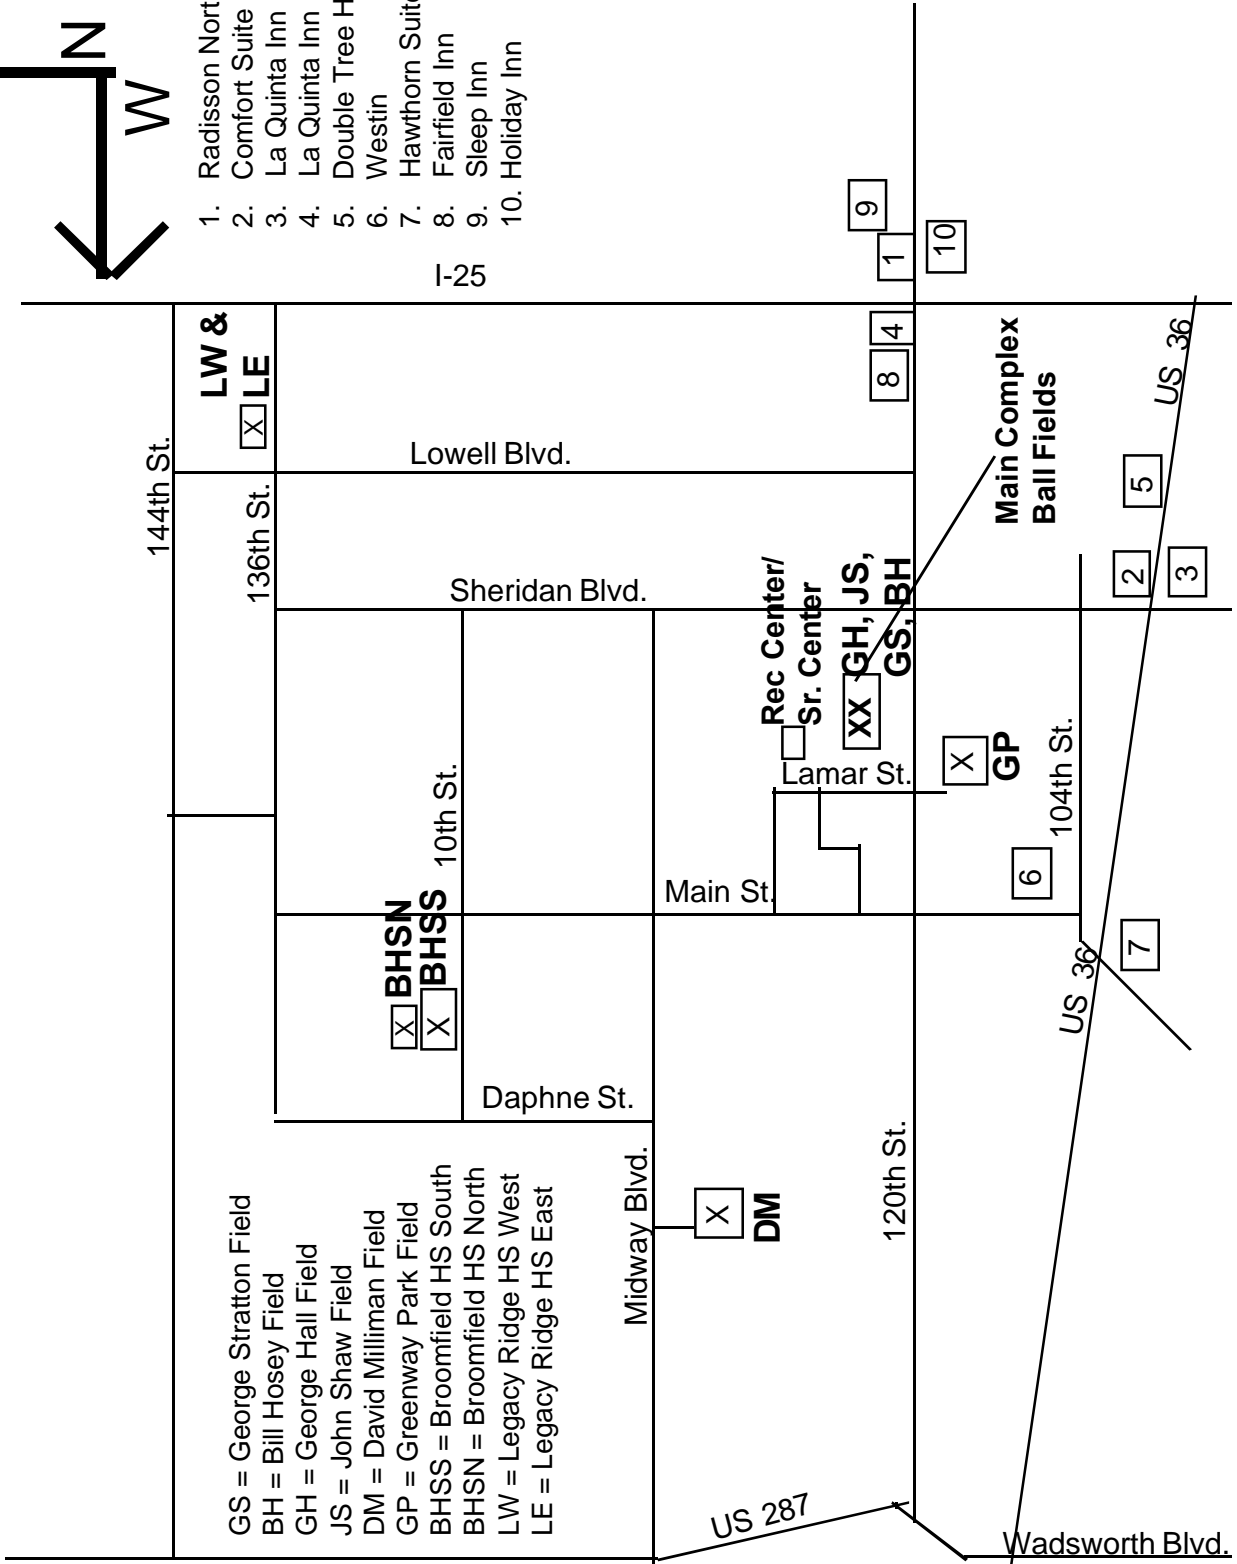 N
W
1. Radisson Nort
2. Comfort Suite
3. La Quinta Inn
4. La Quinta Inn
5. Double Tree H
6. Westin
7. Hawthorn Suite
8. Fairfield Inn
9. Sleep Inn
10. Holiday Inn
I-25
9
1
10
4
8
LW &
X LE
144th St.
136th St.
Lowell Blvd.
Sheridan Blvd.
Main Complex
Ball Fields
US 36
5
2
3
Rec Center/
Sr. Center
XX GH, JS,
GS, BH
Lamar St.
X
GP
104th St.
10th St.
Main St.
6
7
US 36
X BHSN
X BHSS
Daphne St.
Midway Blvd.
X
DM
120th St.
GS = George Stratton Field
BH = Bill Hosey Field
GH = George Hall Field
JS = John Shaw Field
DM = David Milliman Field
GP = Greenway Park Field
BHSS = Broomfield HS South
BHSN = Broomfield HS North
LW = Legacy Ridge HS West
LE = Legacy Ridge HS East
US 287
Wadsworth Blvd.